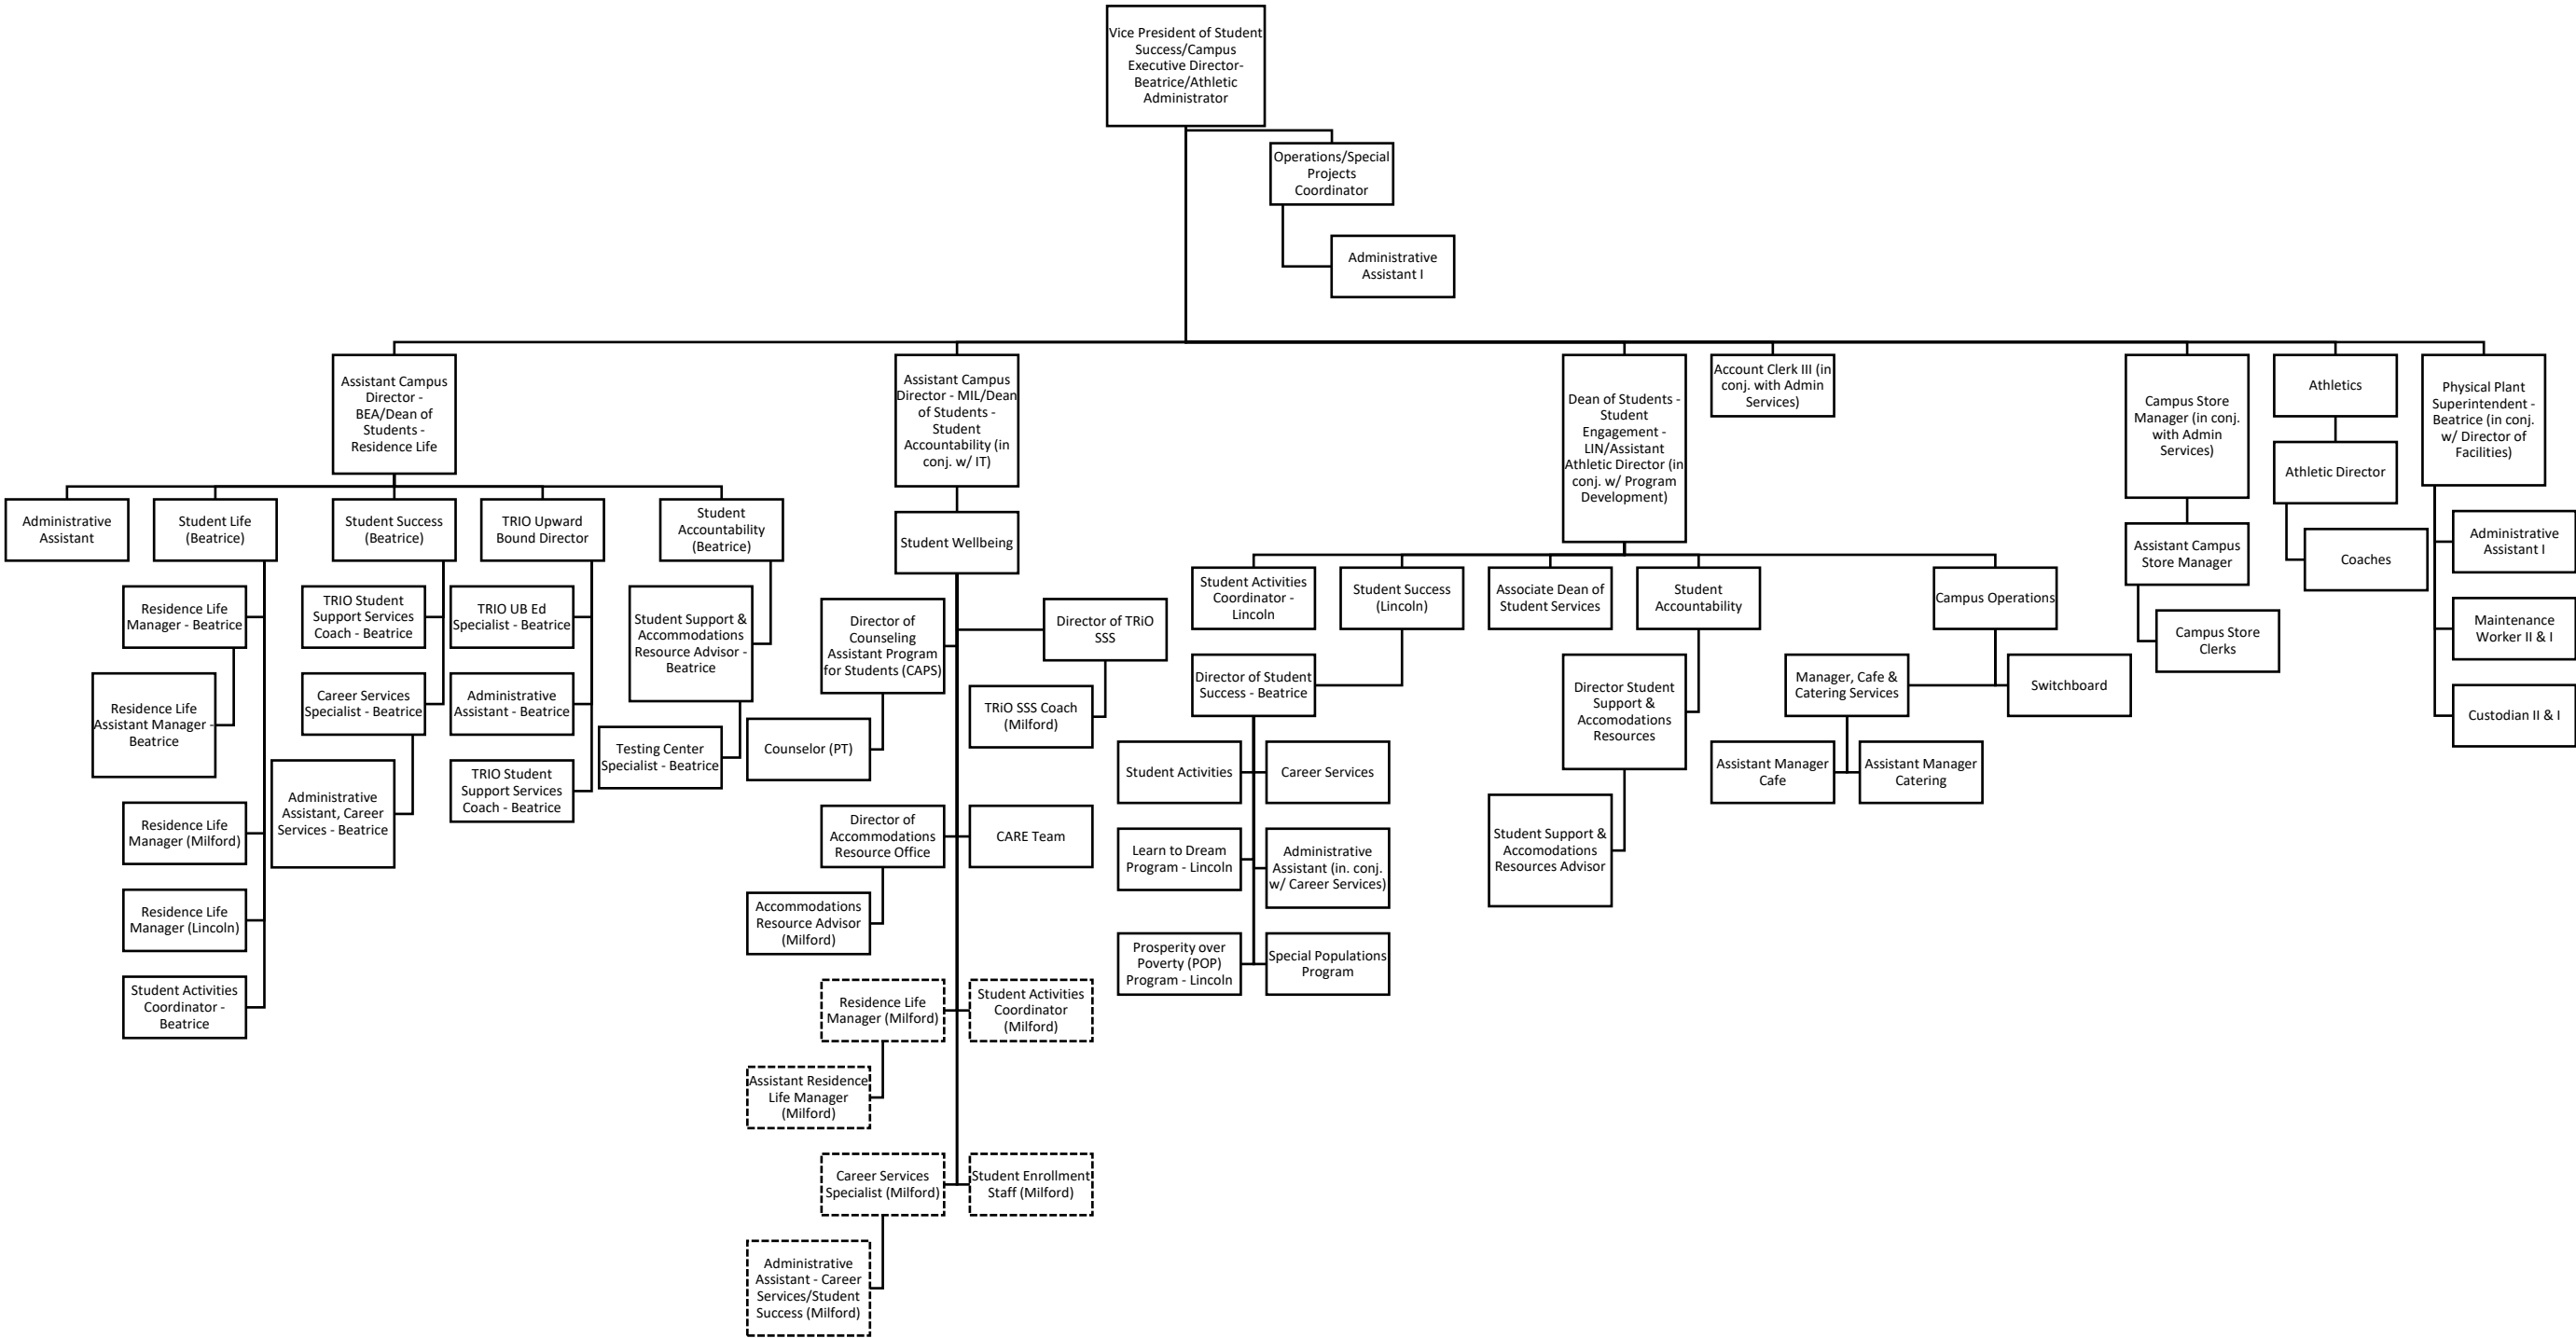 Vice President of Student
Success/Campus
Executive Director-
Beatrice/Athletic
Administrator
Operations/Special
Projects
Coordinator
Administrative
Assistant I
Assistant Campus
Director -
BEA/Dean of
Students -
Residence Life
Administrative
Assistant
Student Life
(Beatrice)
Residence Life
Manager - Beatrice
Residence Life
Assistant Manager -
Beatrice
Residence Life
Manager (Milford)
Residence Life
Manager (Lincoln)
Student Activities
Coordinator -
Beatrice
Student Success
(Beatrice)
TRIO Student
Support Services
Coach - Beatrice
Career Services
Specialist - Beatrice
Administrative
Assistant, Career
Services - Beatrice
TRIO Upward
Bound Director
TRIO UB Ed
Specialist - Beatrice
Administrative
Assistant - Beatrice
TRIO Student
Support Services
Coach - Beatrice
Student
Accountability
(Beatrice)
Student Support &
Accommodations
Resource Advisor -
Beatrice
Testing Center
Specialist - Beatrice
Assistant Campus
Director - MIL/Dean
of Students -
Student
Accountability (in
conj. w/ IT)
Student Wellbeing
Director of
Counseling
Assistant Program
for Students (CAPS)
Counselor (PT)
Director of TRiO
SSS
TRiO SSS Coach
(Milford)
Director of
Accommodations
Resource Office
Accommodations
Resource Advisor
(Milford)
CARE Team
Residence Life
Manager (Milford)
Assistant Residence
Life Manager
(Milford)
Student Activities
Coordinator
(Milford)
Career Services
Specialist (Milford)
Administrative
Assistant - Career
Services/Student
Success (Milford)
Student Enrollment
Staff (Milford)
Dean of Students -
Student
Engagement -
LIN/Assistant
Athletic Director (in
conj. w/ Program
Development)
Student Activities
Coordinator -
Lincoln
Student Success
(Lincoln)
Director of Student
Success - Beatrice
Student Activities
Career Services
Learn to Dream
Program - Lincoln
Administrative
Assistant (in. conj.
w/ Career Services)
Prosperity over
Poverty (POP)
Program - Lincoln
Special Populations
Program
Associate Dean of
Student Services
Student
Accountability
Director Student
Support &
Accomodations
Resources
Student Support &
Accomodations
Resources Advisor
Campus Operations
Manager, Cafe &
Catering Services
Assistant Manager
Cafe
Assistant Manager
Catering
Switchboard
Account Clerk III (in
conj. with Admin
Services)
Campus Store
Manager (in conj.
with Admin
Services)
Assistant Campus
Store Manager
Campus Store
Clerks
Athletics
Athletic Director
Coaches
Physical Plant
Superintendent -
Beatrice (in conj.
w/ Director of
Facilities)
Administrative
Assistant I
Maintenance
Worker II & I
Custodian II & I